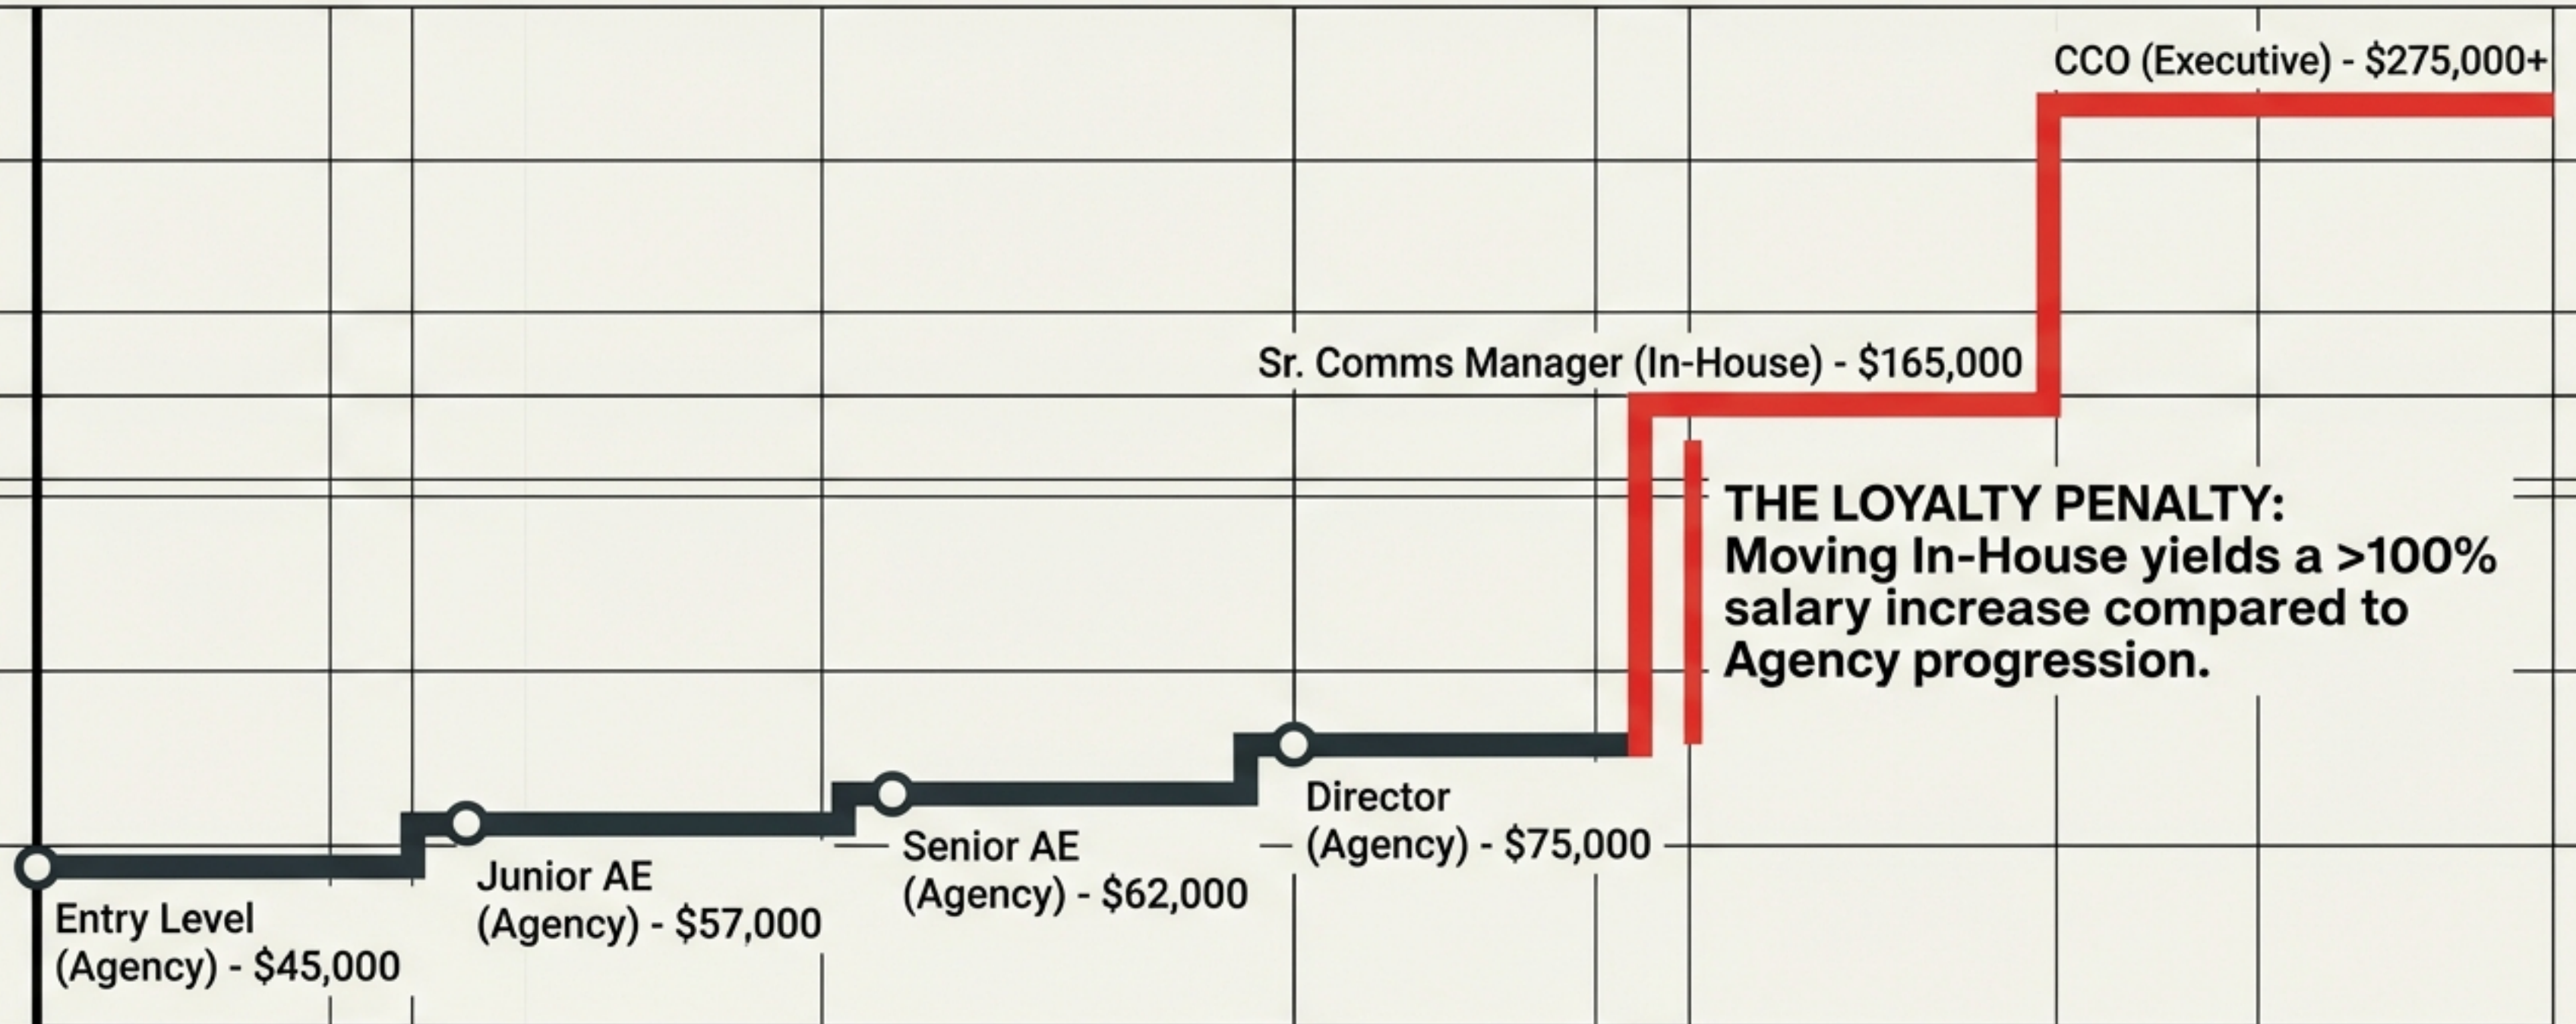 CCO (Executive) - $275,000+
Sr. Comms Manager (In-House) - $165,000
THE LOYALTY PENALTY:
Moving In-House yields a >100%
salary increase compared to
Agency progression.
Director
(Agency) - $75,000
Senior AE
(Agency) - $62,000
Junior AE
(Agency) - $57,000
Entry Level
(Agency) - $45,000